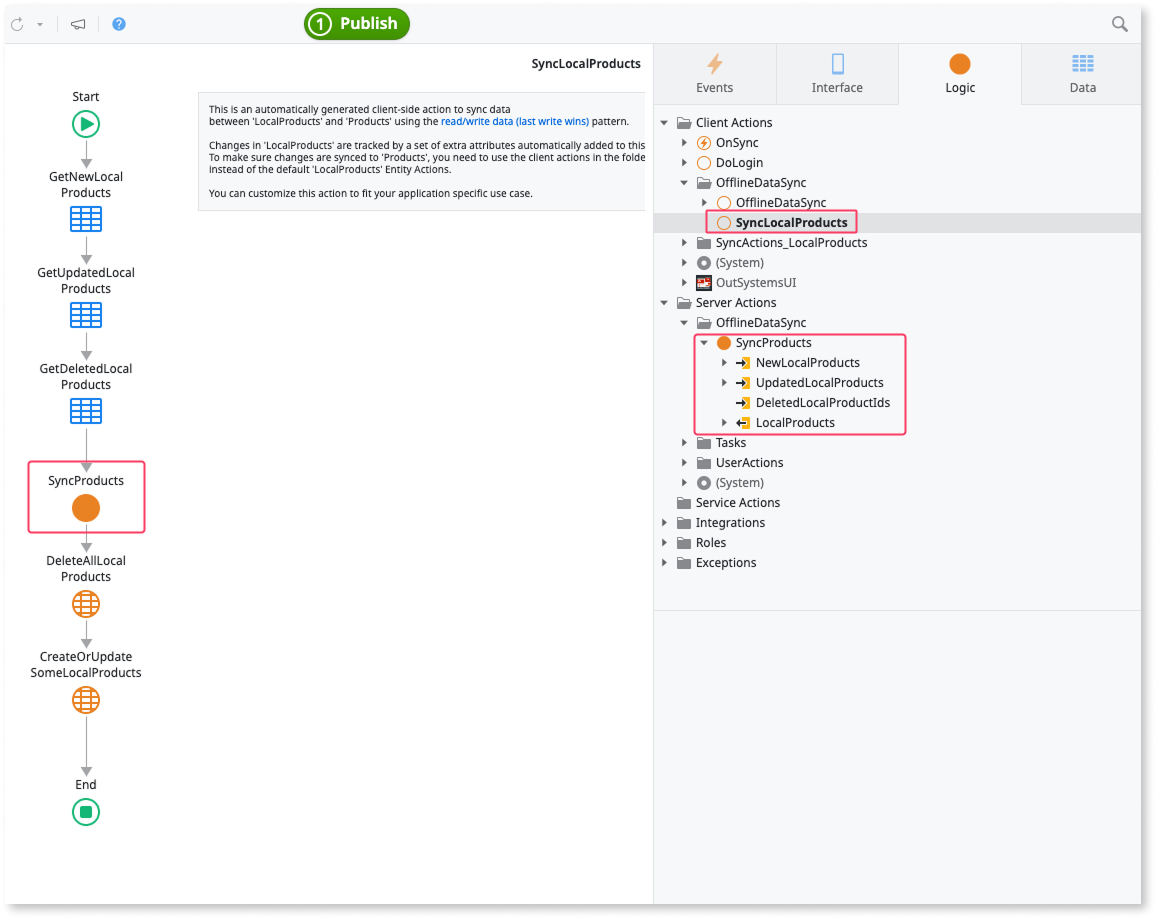 1 Publish
SyncLocalProducts
Start
GetNewLocal
Products
GetUpdatedLocal
Products
GetDeletedLocal
Products
SyncProducts
DeleteAllLocal
Products
CreateOrUpdate
SomeLocalProducts
End
This is an automatically generated client-side action to sync data
between 'LocalProducts' and 'Products' using the read/write data (last write wins) pattern.
Changes in 'LocalProducts' are tracked by a set of extra attributes automatically added to this
To make sure changes are synced to 'Products', you need to use the client actions in the folde
instead of the default 'LocalProducts' Entity Actions.
You can customize this action to fit your application specific use case.
Events
Interface
Logic
Data
Client Actions
OnSync
DoLogin
OfflineDataSync
OfflineDataSync
SyncLocalProducts
SyncActions_LocalProducts
(System)
OutSystemsUI
Server Actions
OfflineDataSync
SyncProducts
NewLocalProducts
UpdatedLocalProducts
DeletedLocalProductIds
LocalProducts
Tasks
UserActions
(System)
Service Actions
Integrations
Roles
Exceptions